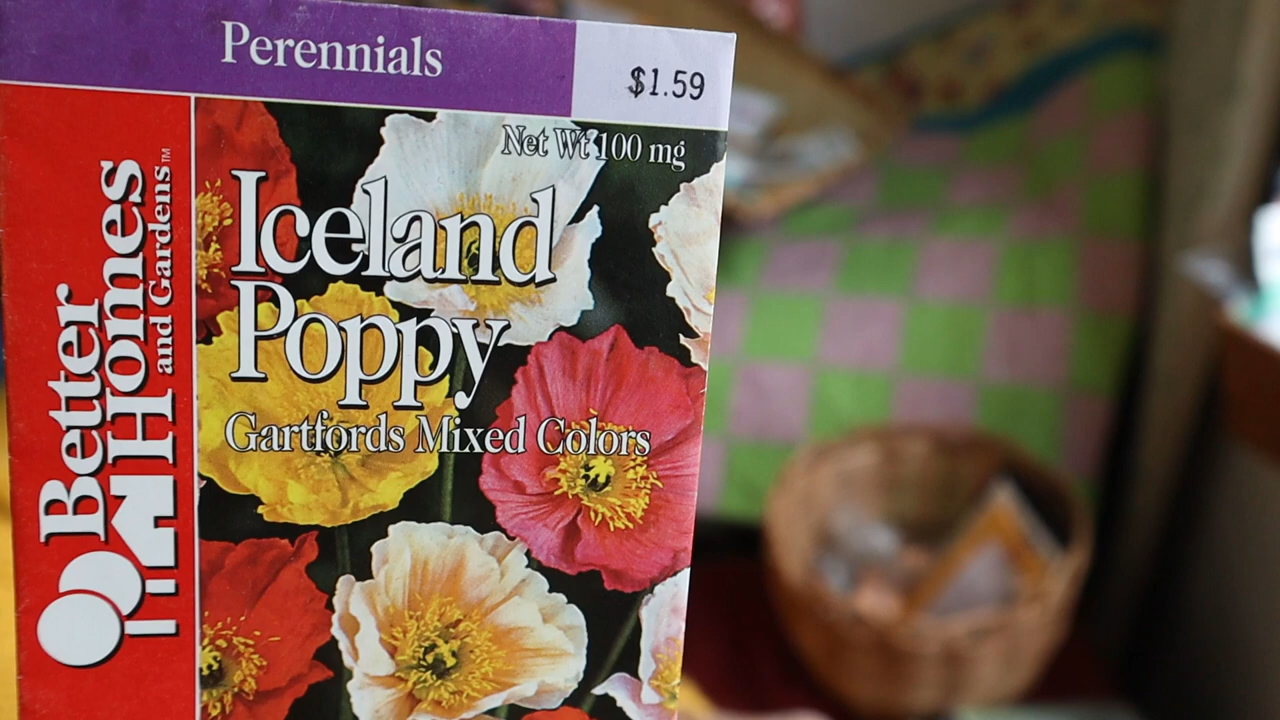 Perennials
$1.59
Net Wt 100 mg
Iceland
Poppy
Gartfords Mixed Colors
Better
Homes
and Gardens™